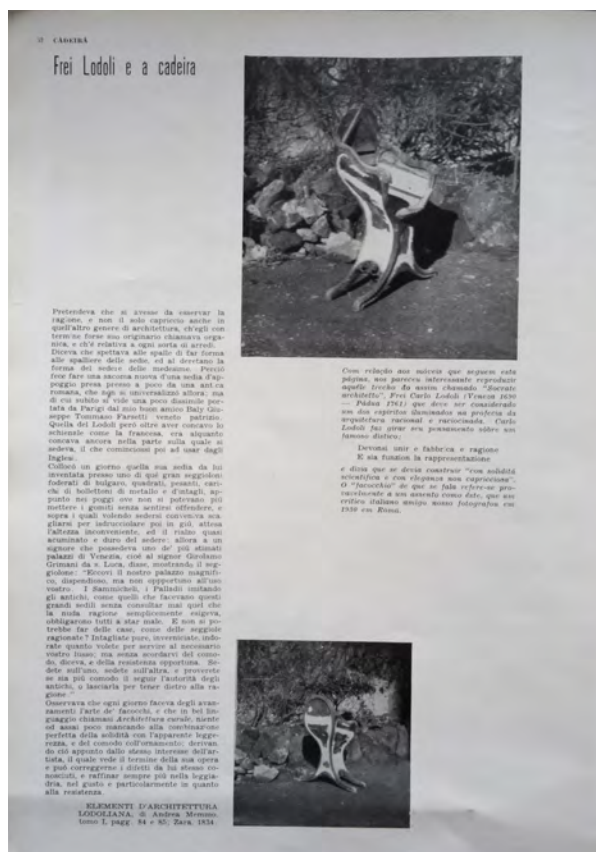 52 CADEIRA
Frei Lodoli e a cadeira
Pretendeva che si avesse da osservar la
ragione, e non il solo capriccio anche in
quell'altro genere di architettura, ch'egli con
termine forse suo originario chiamava orga-
nica, e ch'è relativa a ogni sorta di arredi.
Diceva che spettava alle spalle di far forma
alle spalliere delle sedie, ed al deretano la
forma del sedere delle medesime. Perciò
fece fare una sacoma nuova d'una sedia d'ap-
poggio presa presso a poco da una antica
romana, che non si universalizzò allora; ma
di cui subito si vide una poco dissimile por-
tata da Parigi dal mio buon amico Baly Giu-
seppe Tommaso Farsetti veneto patrizio.
Quella del Lodoli però oltre aver concavo lo
schienale come la francese, era alquanto
concava ancora nella parte sulla quale si
sedeva, il che cominciossi poi ad usar dagli
Inglesi.
Collocò un giorno quella sua sedia da lui
inventata presso uno di quei gran seggioloni
foderati di bulgaro, quadrati, pesanti, cari-
chi di bollettoni di metallo e d'intagli, ap-
punto nei poggi ove non si potevano più
mettere i gomiti senza sentirsi offendere, e
sopra i quali volendo sedersi conveniva sca-
gliarsi per isdrucciolare poi in giù, attesa
l'altezza inconveniente, ed il rialzo quasi
acuminato e duro del sedere; allora a un
signore che possedeva uno de' più stimati
palazzi di Venezia, cioè al signor Girolamo
Grimani da s. Luca, disse, mostrando il seg-
giolone: "Eccovi il nostro palazzo magnifi-
co, dispendioso, ma non opportuno all'uso
vostro. I Sammicheli, i Palladii imitando
gli antichi, come quelli che facevano questi
grandi sedili senza consultar mai quel che
la nuda ragione semplicemente esigeva,
obbligarono tutti a star male. E non si po-
trebbe far delle case, come delle seggiole
ragionate? Intagliate pure, inverniciate, indo-
rate quanto volete per servire al necessario
vostro lusso; ma senza scordarvi del como-
do, diceva, e della resistenza opportuna. Se-
dete sull'uno, sedete sull'altra, e proverete
se sia più comodo il seguir l'autorità degli
antichi, o lasciarla per tener dietro alla ra-
gione."
Osservava che ogni giorno faceva degli avan-
zamenti l'arte de' facocchi, e che in bel lin-
guaggio chiamasi Architettura curule, niente
od assai poco mancando alla combinazione
perfetta della solidità con l'apparente legge-
rezza, e del comodo coll'ornamento; derivan-
do ciò appunto dallo stesso interesse dell'ar-
tista, il quale vede il termine della sua opera
e può correggerne i difetti da lui stesso co-
nosciuti, e raffinar sempre più nella leggia-
dria, nel gusto e particolarmente in quanto
alla resistenza.
ELEMENTI D'ARCHITETTURA
LODOLIANA, di Andrea Memmo,
tomo I, pagg. 84 e 85; Zara, 1834
Com relação aos móveis que seguem esta
página, nos pareceu interessante reproduzir
aquêle trecho do assim chamado "Socrate
architetto", Frei Carlo Lodoli (Veneza 1690
— Pádua 1761) que deve ser considerado
um dos espíritos iluminados na profecia da
arquitetura racional e raciocinada. Carlo
Lodoli faz girar seu pensamento sôbre um
famoso dístico;
Devonsi unir e fabbrica e ragione
E sia funzion la rappresentazione
e dizia que se devia construir "con solidità
scientifica e con eleganza non capricciosa".
O "facocchio" de que se fala refere-se pro-
vavelmente a um assento como êste, que um
crítico italiano amigo nosso fotografou em
1950 em Roma.